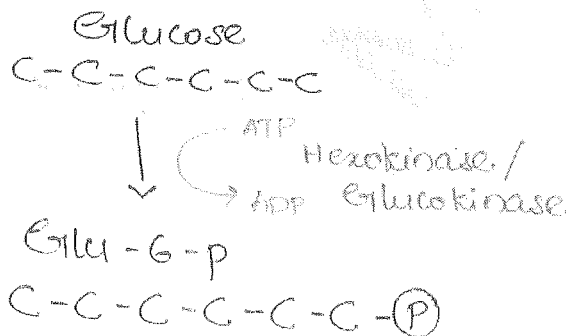 Glucose
C-C-C-C-C-C
ATP
Hexokinase/
ADP Glucokinase
Glu-6-P
C-C-C-C-C-C-P